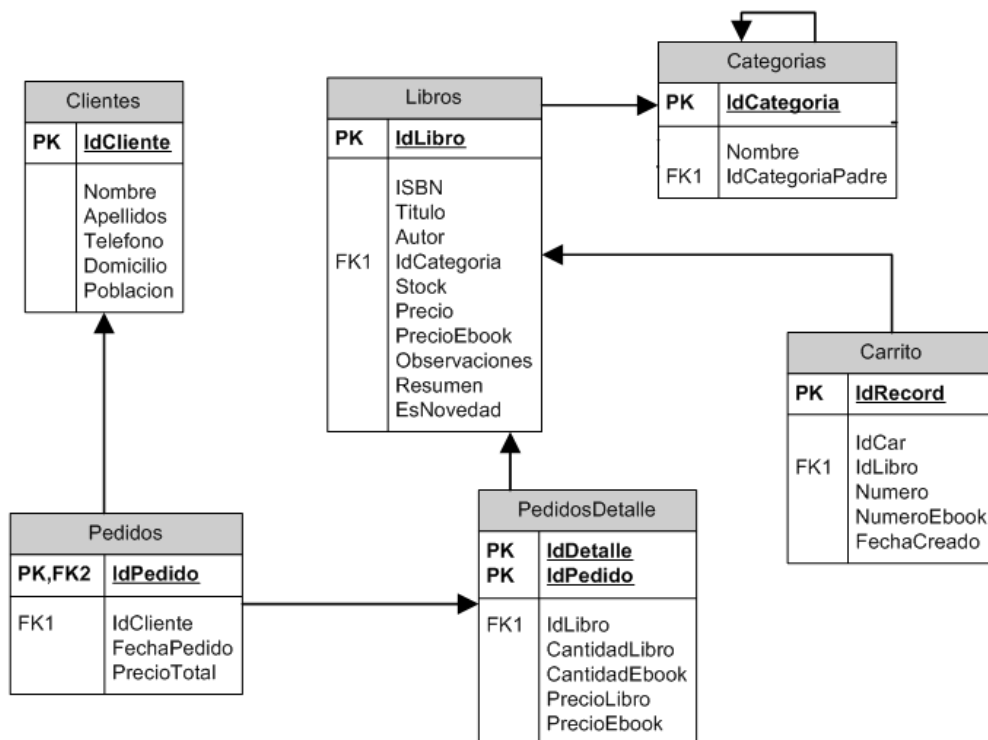 Clientes
PK IdCliente
Nombre
Apellidos
Telefono
Domicilio
Poblacion
Libros
PK IdLibro
ISBN
Titulo
Autor
FK1 IdCategoria
Stock
Precio
PrecioEbook
Observaciones
Resumen
EsNovedad
Categorias
PK IdCategoria
Nombre
FK1 IdCategoriaPadre
Carrito
PK IdRecord
IdCar
FK1 IdLibro
Numero
NumeroEbook
FechaCreado
Pedidos
PK,FK2 IdPedido
FK1 IdCliente
FechaPedido
PrecioTotal
PedidosDetalle
PK IdDetalle
PK IdPedido
FK1 IdLibro
CantidadLibro
CantidadEbook
PrecioLibro
PrecioEbook